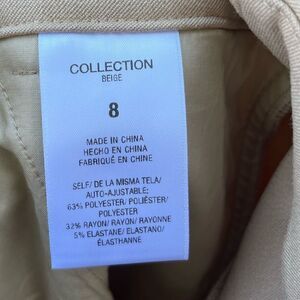 COLLECTION
BEIGE
8
MADE IN CHINA
HECHO EN CHINA
FABRIQUÉ EN CHINE
SELF/ DE LA MISMA TELA/
AUTO-AJUSTABLE:
63% POLYESTER/ POLIÉSTER/
POLYESTER
32% RAYON/ RAYON/ RAYONNE
5% ELASTANE/ ELASTANO/
ÉLASTHANNE